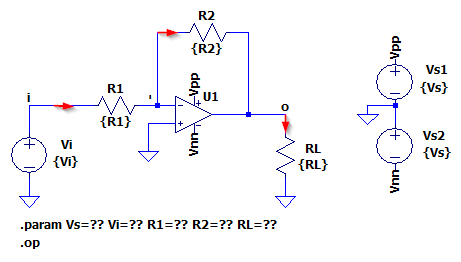 R2
{R2}
Vpp
i
R1
{R1}
'
Vpp
U1
Vs1
{Vs}
o
Vi
{Vi}
Vnn
RL
{RL}
Vs2
{Vs}
Vnn
.param Vs=?? Vi=?? R1=?? R2=?? RL=??
.op